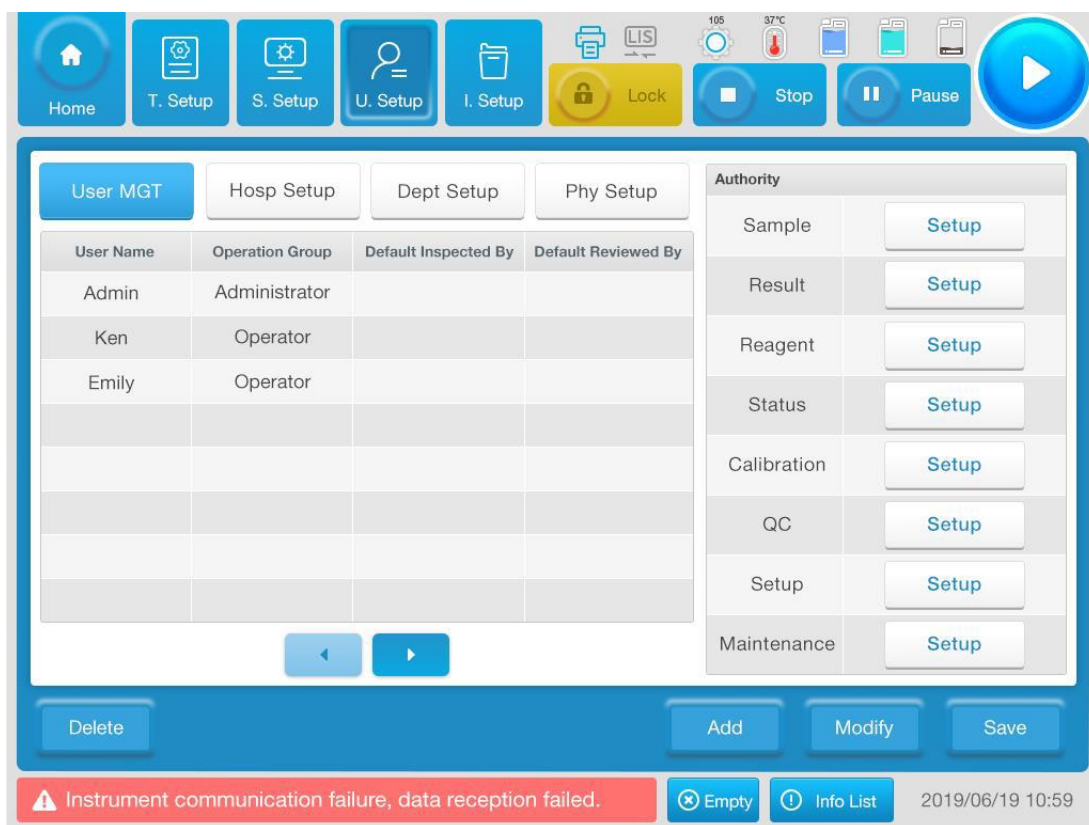 105 37°C
LIS
Home T. Setup S. Setup U. Setup I. Setup Lock Stop Pause
User MGT Hosp Setup Dept Setup Phy Setup
User Name Operation Group Default Inspected By Default Reviewed By
Admin Administrator
Ken Operator
Emily Operator
Authority
Sample Setup
Result Setup
Reagent Setup
Status Setup
Calibration Setup
QC Setup
Setup Setup
Maintenance Setup
Delete Add Modify Save
Instrument communication failure, data reception failed. Empty Info List 2019/06/19 10:59